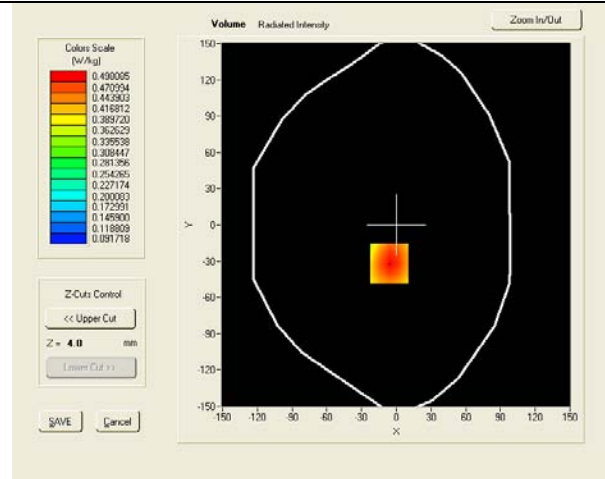 Volume Radiated Intensity
Zoom In/Out
Colors Scale
(W/kg)
0.498085
0.470994
0.443903
0.416812
0.389720
0.362629
0.335538
0.308447
0.281356
0.254265
0.227174
0.200083
0.172991
0.145900
0.118809
0.091718
Z-Cuts Control
<< Upper Cut
Z = 4.0 mm
Lower Cut >>
SAVE
Cancel
150
120
90
60
30
0
-30
-60
-90
-120
-150
Y
-150 -120 -90 -60 -30 0 30 60 90 120 150
X